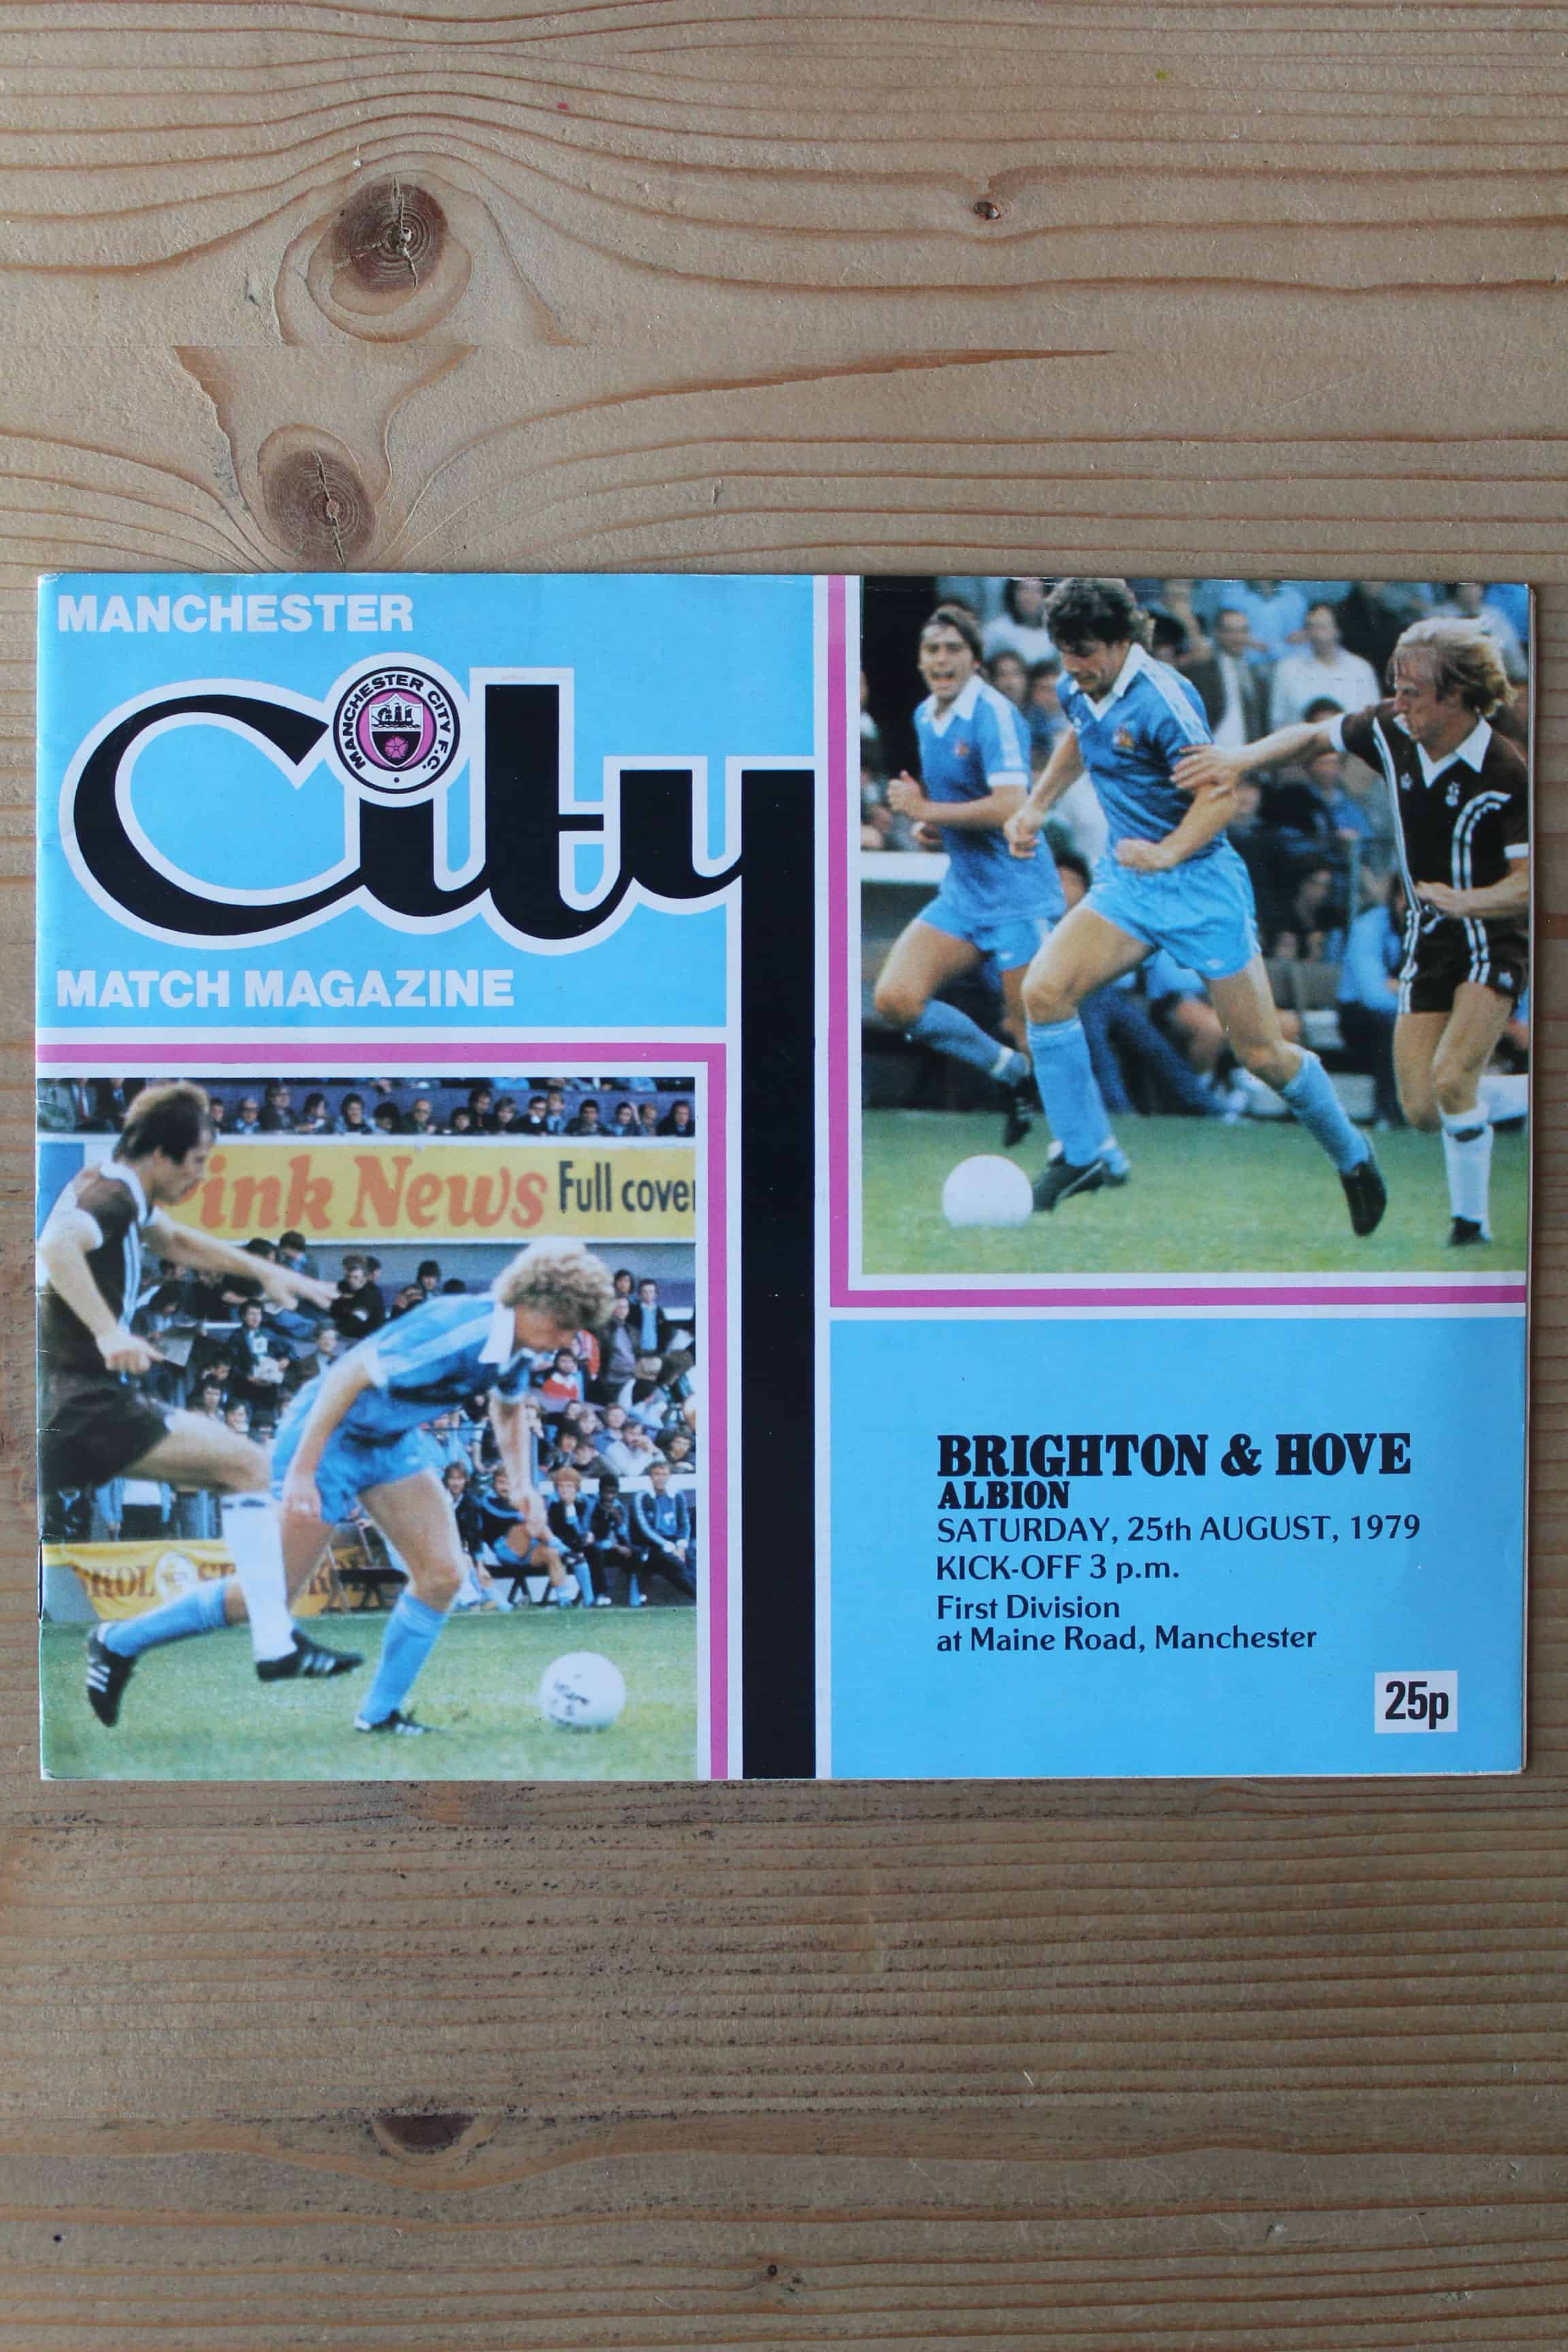 MANCHESTER
City
MANCHESTER CITY F.C.
MATCH MAGAZINE
ink News Full cove
BRIGHTON & HOVE
ALBION
SATURDAY, 25th AUGUST, 1979
KICK-OFF 3 p.m.
First Division
at Maine Road, Manchester
25p